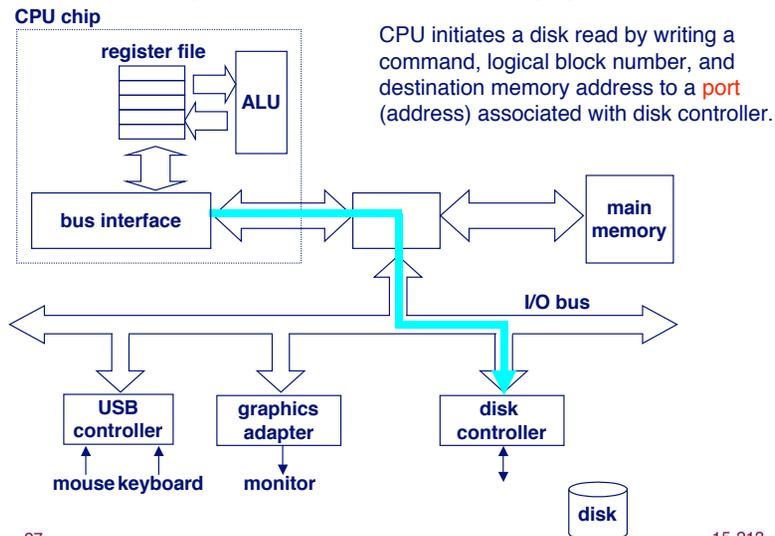 CPU chip
register file
ALU
CPU initiates a disk read by writing a
command, logical block number, and
destination memory address to a port
(address) associated with disk controller.
bus interface
main
memory
I/O bus
USB
controller
graphics
adapter
disk
controller
mouse keyboard
monitor
disk